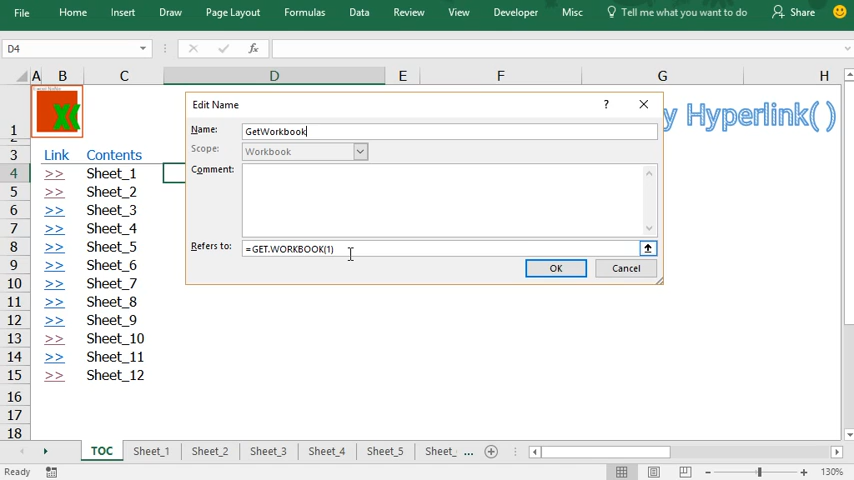 File Home Insert Draw Page Layout Formulas Data Review View Developer Misc Tell me what you want to do Share
D4 fx
A B C D E F G H
Edit Name ?
Name: GetWorkbook
y Hyperlink( )
Scope: Workbook
Comment:
Refers to: =GET.WORKBOOK(1)
OK Cancel
1
3 Link Contents
4 >> Sheet_1
5 >> Sheet_2
6 >> Sheet_3
7 >> Sheet_4
8 >> Sheet_5
9 >> Sheet_6
10 >> Sheet_7
11 >> Sheet_8
12 >> Sheet_9
13 >> Sheet_10
14 >> Sheet_11
15 >> Sheet_12
16
17
18
TOC Sheet_1 Sheet_2 Sheet_3 Sheet_4 Sheet_5 Sheet_ ...
Ready 130%